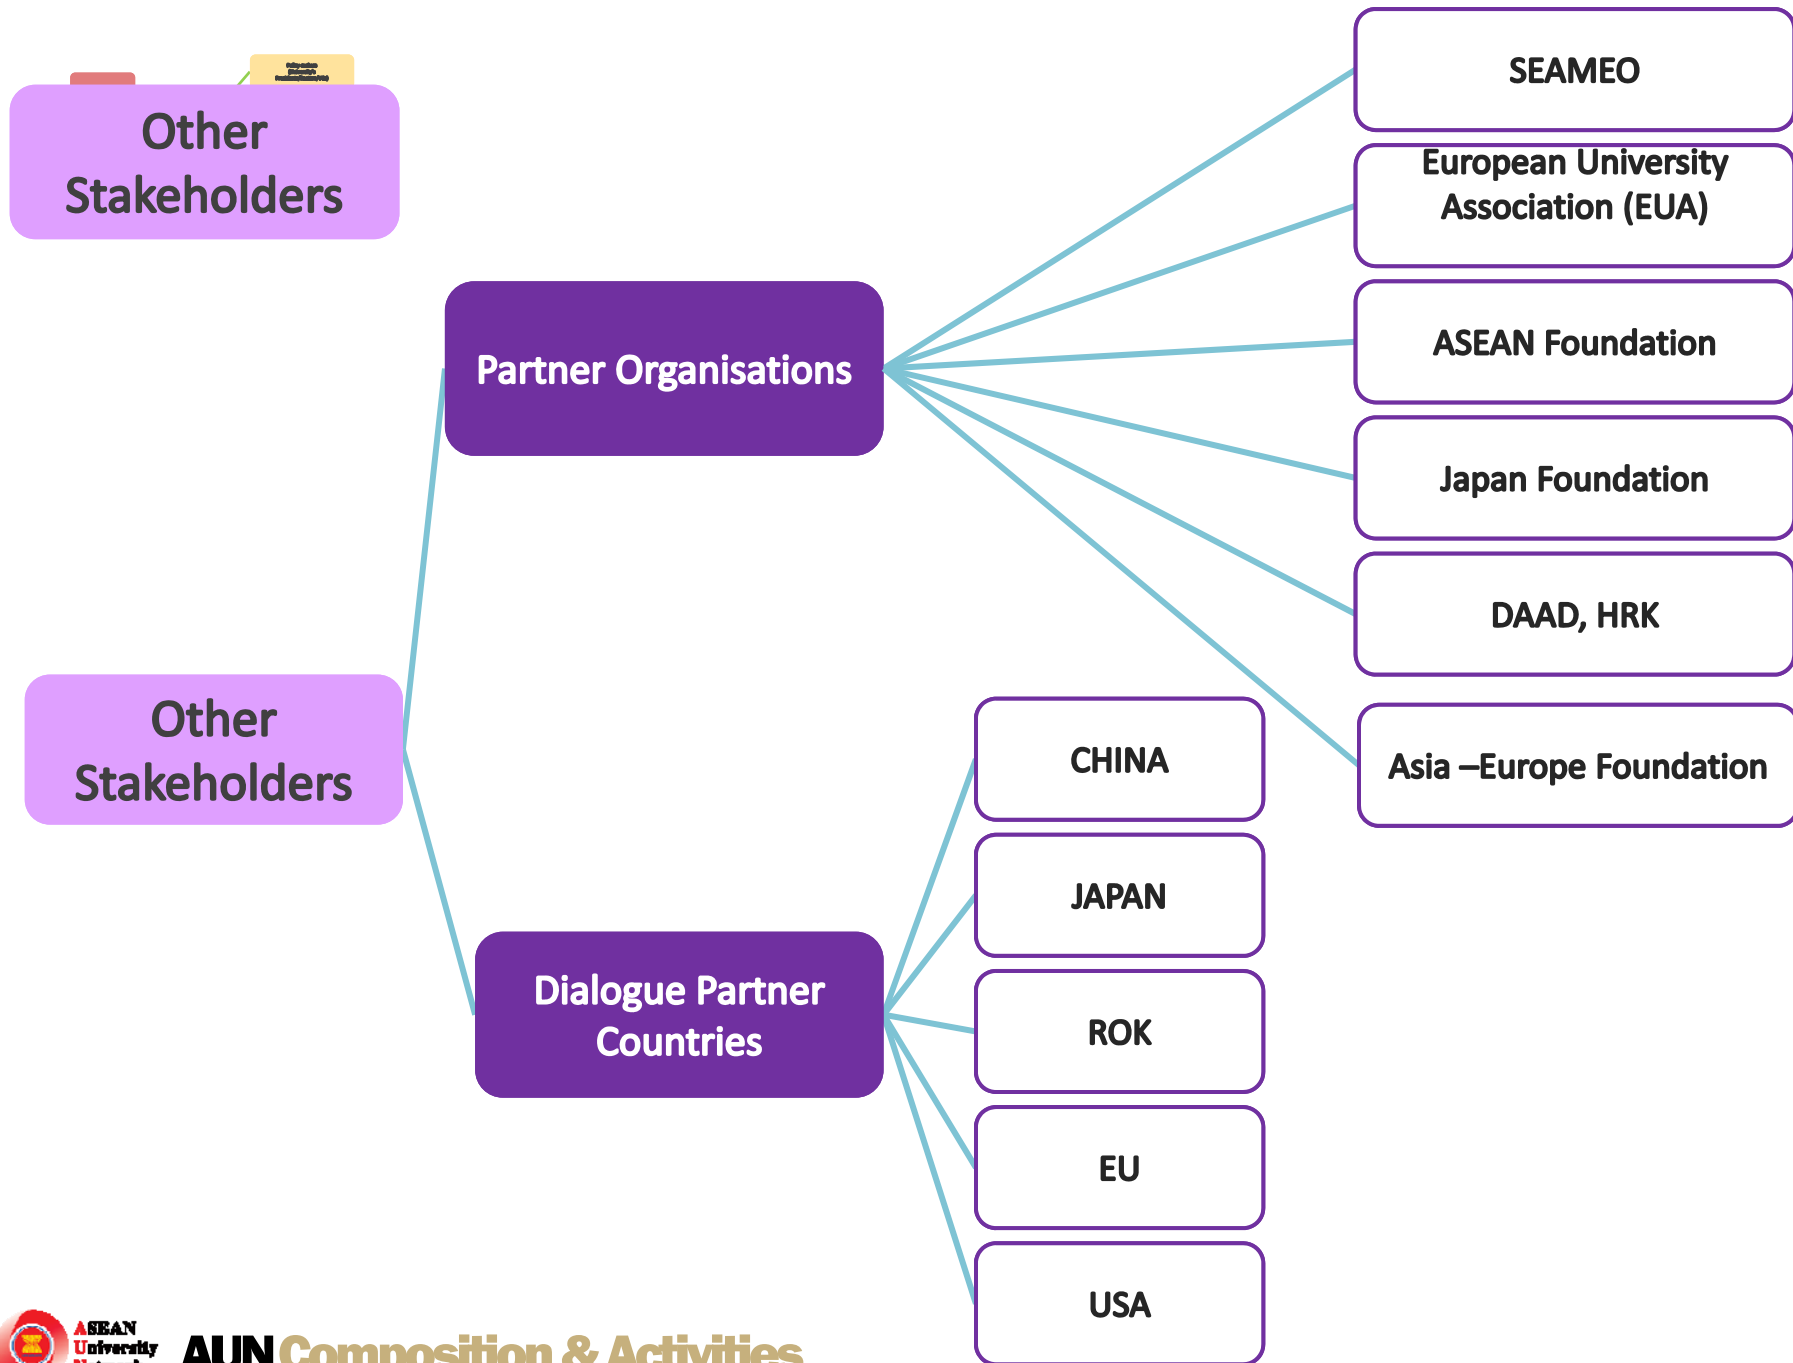 Other
Stakeholders
SEAMEO
European University
Association (EUA)
ASEAN Foundation
Partner Organisations
Japan Foundation
DAAD, HRK
Asia –Europe Foundation
Other
Stakeholders
CHINA
JAPAN
Dialogue Partner
Countries
ROK
EU
USA
ASEAN
University
AUN Composition & Activities